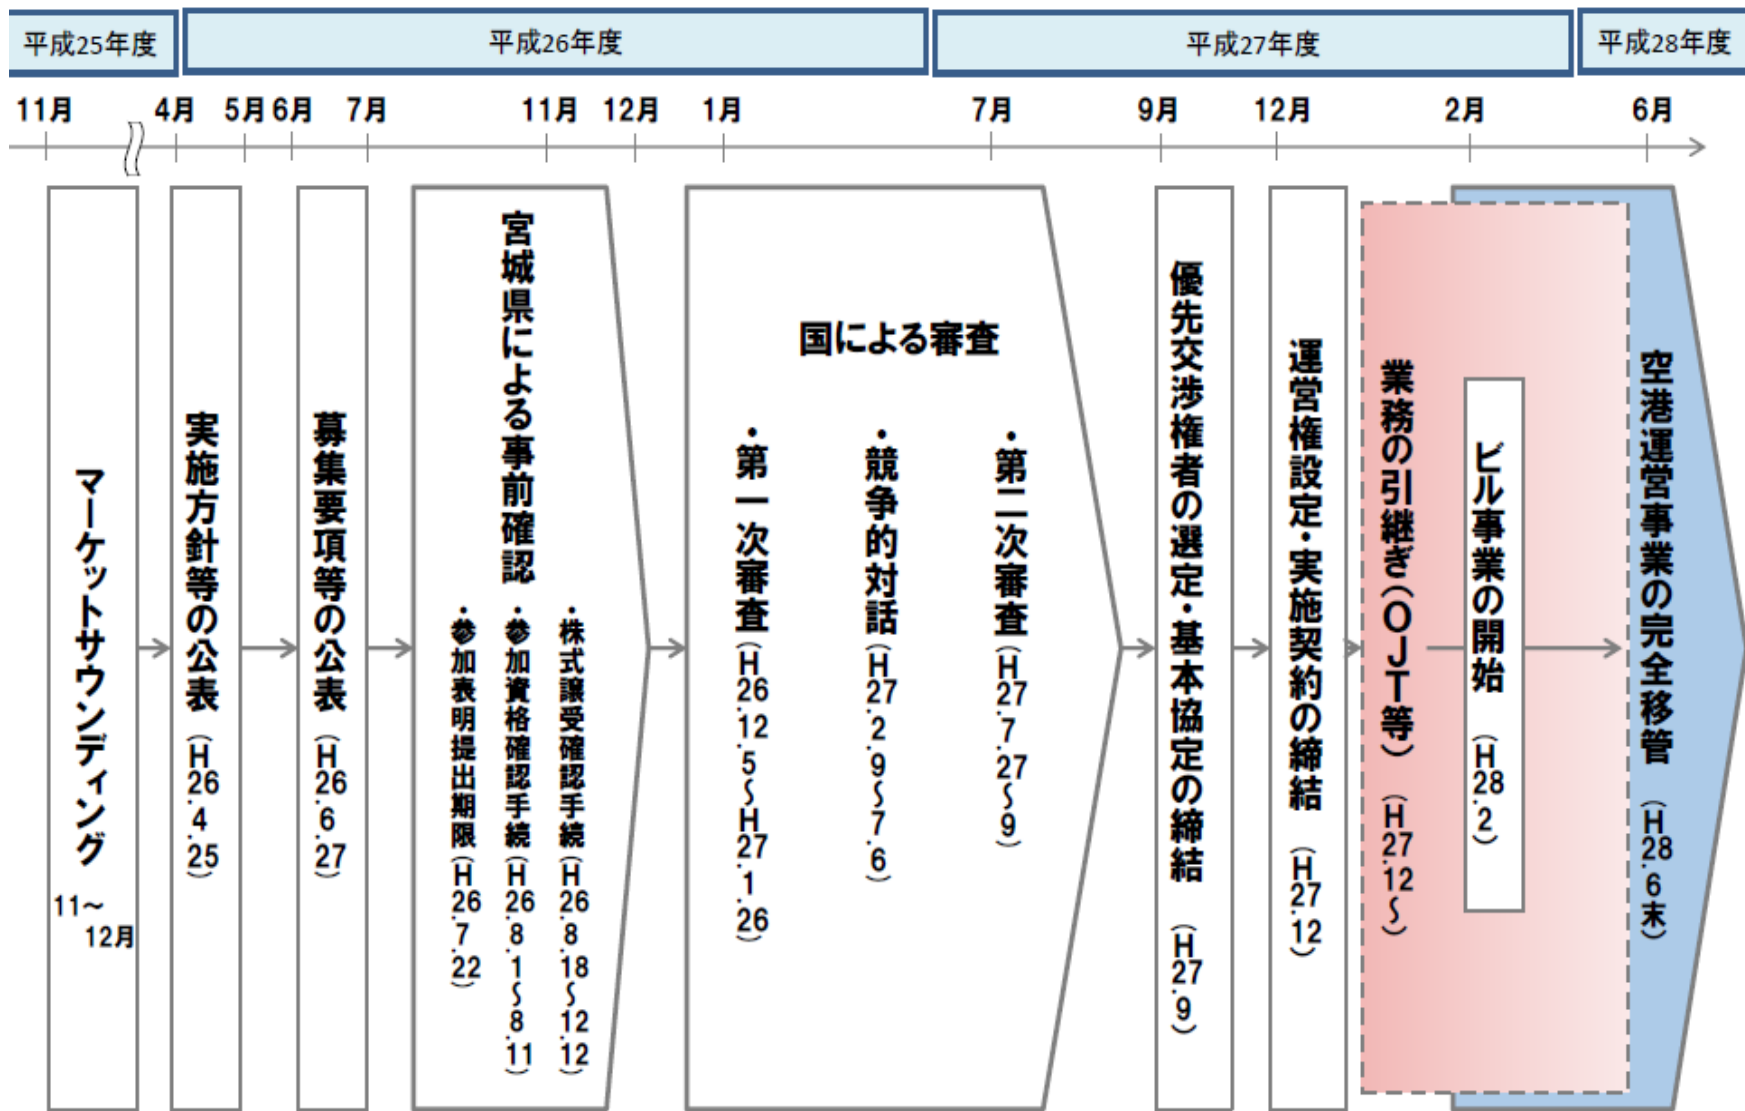 平成25年度
平成26年度
平成27年度
平成28年度
11月
4月
5月
6月
7月
11月
12月
1月
7月
9月
12月
2月
6月
マーケットサウンディング
11〜
12月
実施方針等の公表（H26.4.25）
募集要項等の公表（H26.6.27）
宮城県による事前確認
・参加表明提出期限（H26.7.22）
・参加資格確認手続（H26.8.1〜8.11）
・株式譲受確認手続（H26.8.18〜12.12）
国による審査
・第一次審査（H26.12.5〜H27.1.26）
・競争的対話（H27.2.9〜7.6）
・第二次審査（H27.7.27〜9）
優先交渉権者の選定・基本協定の締結（H27.9）
運営権設定・実施契約の締結（H27.12）
業務の引継ぎ（OJT等）（H27.12〜）
ビル事業の開始（H28.2）
空港運営事業の完全移管（H28.6末）